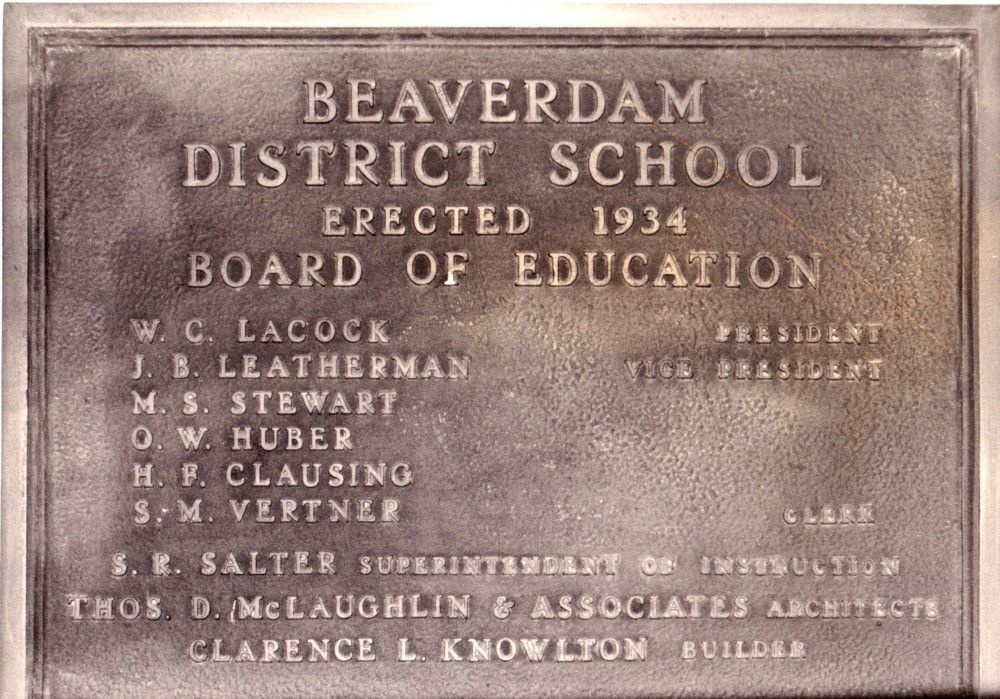 BEAVERDAM
DISTRICT SCHOOL
ERECTED 1934
BOARD OF EDUCATION
W. C. LACOCK PRESIDENT
J. B. LEATHERMAN VICE PRESIDENT
M. S. STEWART
O. W. HUBER
H. F. CLAUSING
S. M. VERTNER CLERK
S. R. SALTER SUPERINTENDENT OF INSTRUCTION
THOS. D. McLAUGHLIN & ASSOCIATES ARCHITECTS
CLARENCE L. KNOWLTON BUILDER